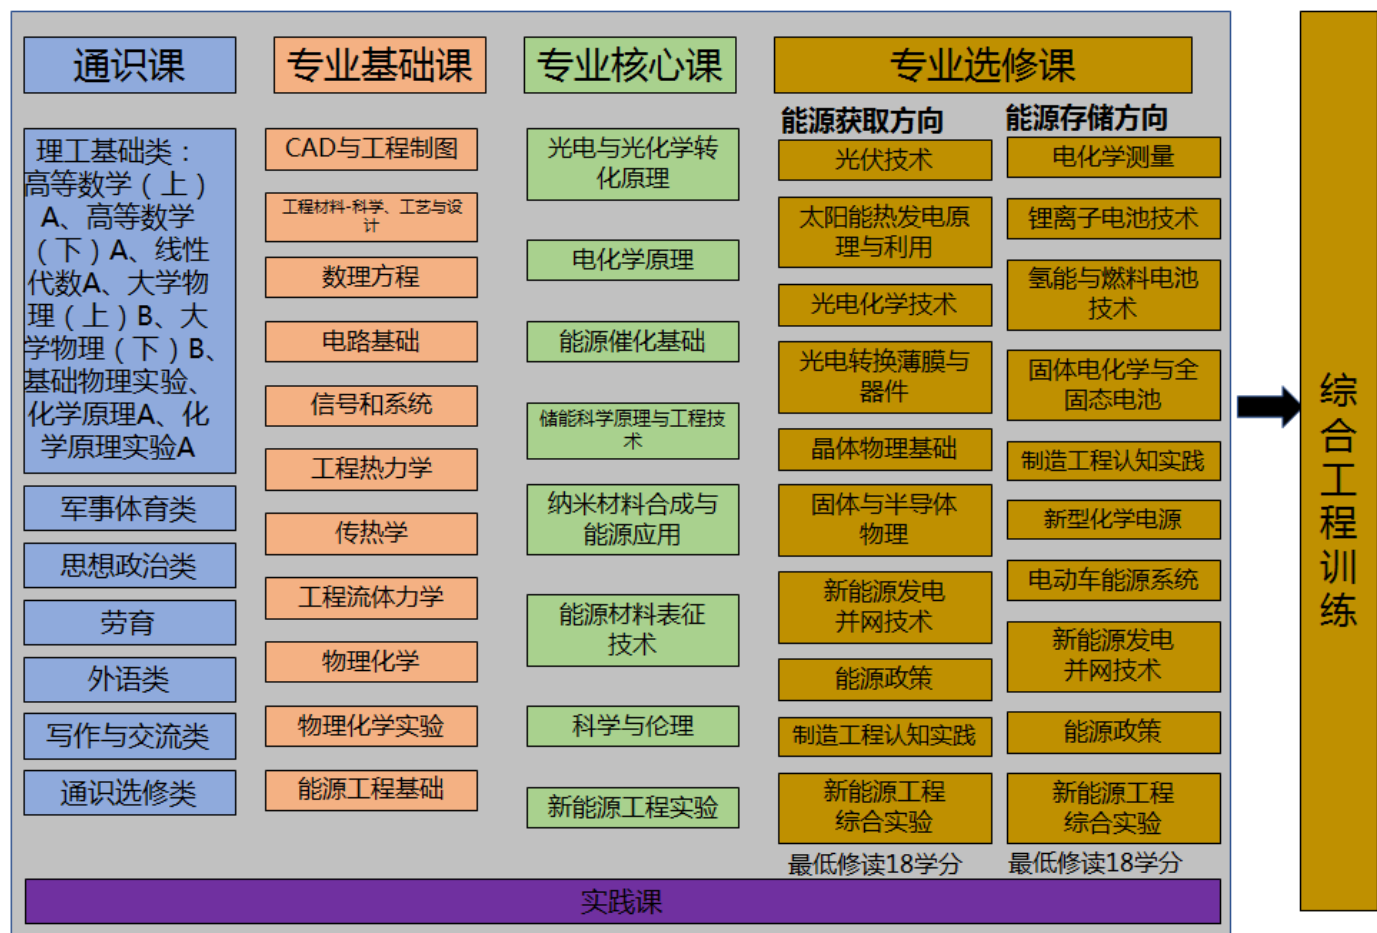 通识课
理工基础类：
高等数学（上）
A、高等数学
（下）A、线性
代数A、大学物
理（上）B、大
学物理（下）B、
基础物理实验、
化学原理A、化
学原理实验A
军事体育类
思想政治类
劳育
外语类
写作与交流类
通识选修类
专业基础课
CAD与工程制图
工程材料-科学、工艺与设
计
数理方程
电路基础
信号和系统
工程热力学
传热学
工程流体力学
物理化学
物理化学实验
能源工程基础
专业核心课
光电与光化学转
化原理
电化学原理
能源催化基础
储能科学原理与工程技
术
纳米材料合成与
能源应用
能源材料表征
技术
科学与伦理
新能源工程实验
专业选修课
能源获取方向
光伏技术
太阳能热发电原
理与利用
光电化学技术
光电转换薄膜与
器件
晶体物理基础
固体与半导体
物理
新能源发电
并网技术
能源政策
制造工程认知实践
新能源工程
综合实验
最低修读18学分
能源存储方向
电化学测量
锂离子电池技术
氢能与燃料电池
技术
固体电化学与全
固态电池
制造工程认知实践
新型化学电源
电动车能源系统
新能源发电
并网技术
能源政策
新能源工程
综合实验
最低修读18学分
实践课
综合工程训练